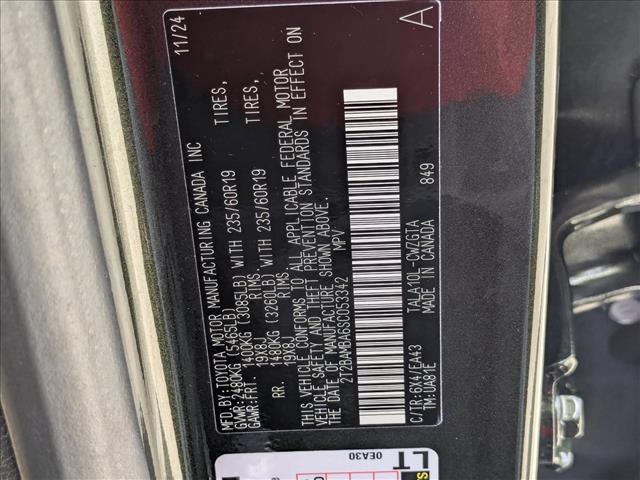 MFD.BY:TOYOTA MOTOR MANUFACTURING CANADA INC 11/24
GVWR:2480KG (5465LB)
GAWR:FRT. 1400KG (3085LB) WITH 235/60R19 TIRES,
19X8J RIMS.
RR. 1480KG (3260LB) WITH 235/60R19 TIRES,
19X8J RIMS.
THIS VEHICLE CONFORMS TO ALL APPLICABLE FEDERAL MOTOR
VEHICLE SAFETY AND THEFT PREVENTION STANDARDS IN EFFECT ON
THE DATE OF MANUFACTURE SHOWN ABOVE.
2T2BAMBA6SC053342 MPV
A
C/TR:6X4/EA43 TALA10L-CWZGTA 849
TM:UA81E MADE IN CANADA
LT
0EA30